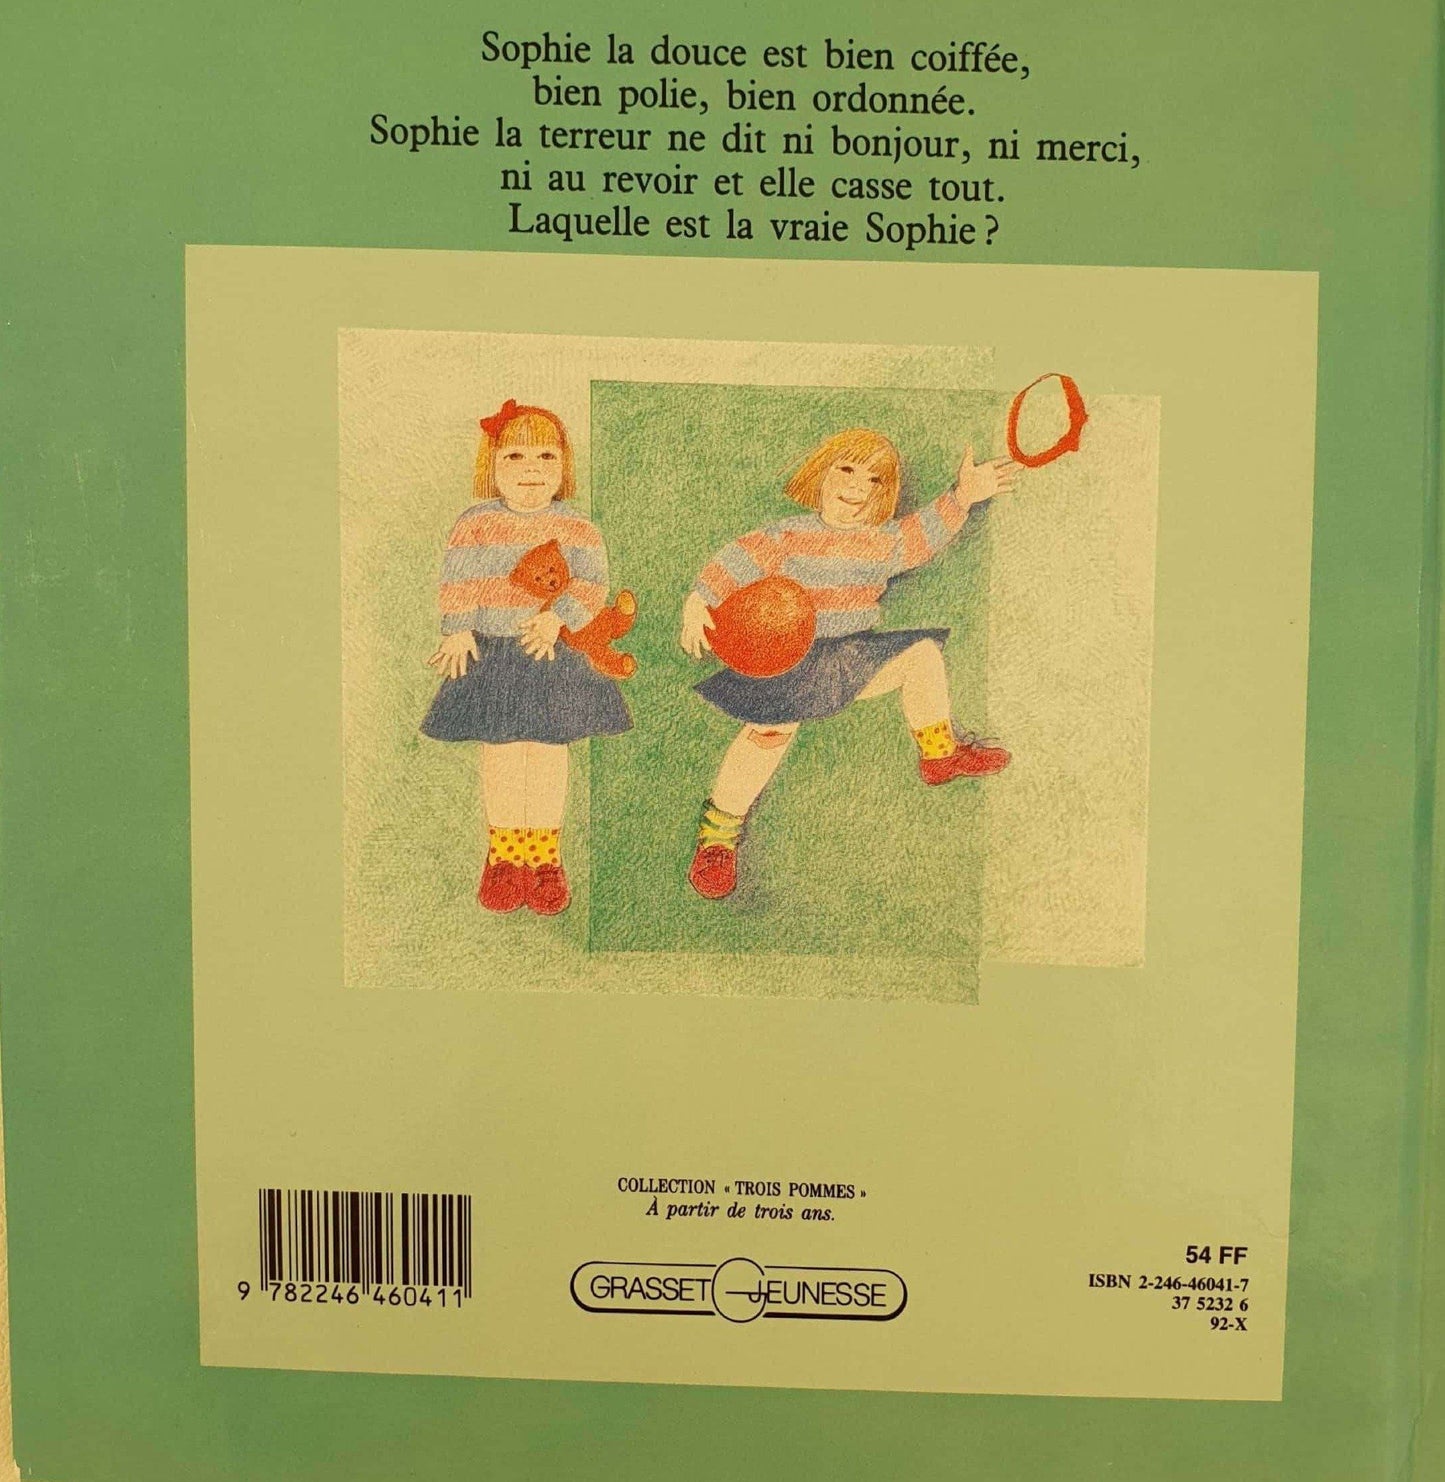 Sophie la douce est bien coiffée,
bien polie, bien ordonnée.
Sophie la terreur ne dit ni bonjour, ni merci,
ni au revoir et elle casse tout.
Laquelle est la vraie Sophie ?
COLLECTION « TROIS POMMES »
À partir de trois ans.
GRASSET JEUNESSE
9 782246 460411
54 FF
ISBN 2-246-46041-7
37 5232 6
92-X